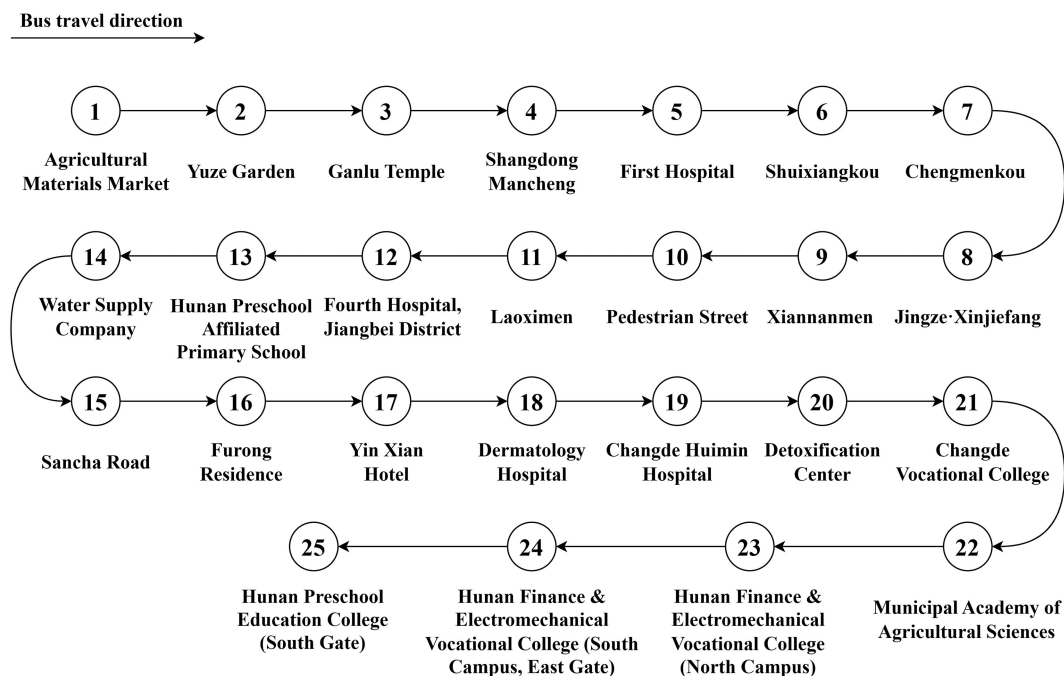 Bus travel direction
1
2
3
4
5
6
7
Agricultural
Materials Market
Yuze Garden
Ganlu Temple
Shangdong
Mancheng
First Hospital
Shuixiangkou
Chengmenkou
14
13
12
11
10
9
8
Water Supply
Company
Hunan Preschool
Affiliated
Primary School
Fourth Hospital,
Jiangbei District
Laoximen
Pedestrian Street
Xiannanmen
Jingze·Xinjiefang
15
16
17
18
19
20
21
Sancha Road
Furong
Residence
Yin Xian
Hotel
Dermatology
Hospital
Changde Huimin
Hospital
Detoxification
Center
Changde
Vocational College
25
24
23
22
Hunan Preschool
Education College
(South Gate)
Hunan Finance &
Electromechanical
Vocational College (South
Campus, East Gate)
Hunan Finance &
Electromechanical
Vocational College
(North Campus)
Municipal Academy of
Agricultural Sciences